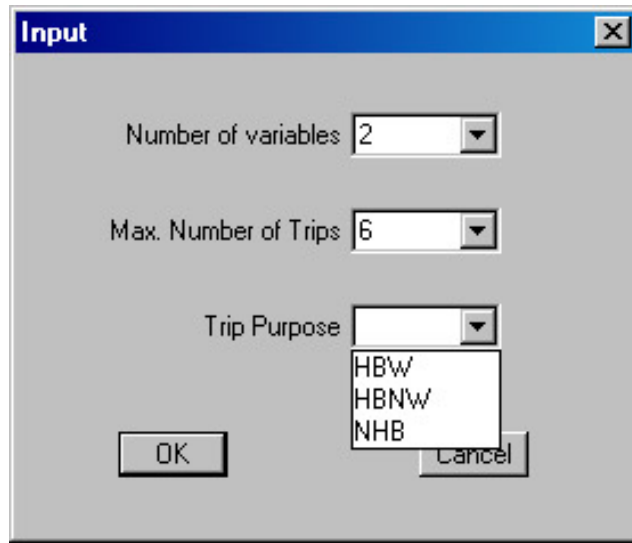 Input
Number of variables 2
Max. Number of Trips 6
Trip Purpose
HBW
HBNW
NHB
OK Cancel